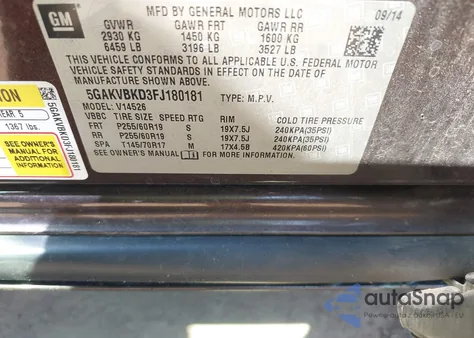 GM
MFD BY GENERAL MOTORS LLC
09/14
GVWR GAWR FRT GAWR RR
2930 KG 1450 KG 1600 KG
6459 LB 3196 LB 3527 LB
THIS VEHICLE CONFORMS TO ALL APPLICABLE U.S. FEDERAL MOTOR
VEHICLE SAFETY STANDARDS IN EFFECT ON THE DATE OF
MANUFACTURE SHOWN ABOVE.
5GAKVBKD3FJ180181 TYPE: M.P.V.
MODEL: V14526
VBBC TIRE SIZE SPEED RTG RIM COLD TIRE PRESSURE
FRT P255/60R19 S 19X7.5J 240KPA(35PSI)
RR P255/60R19 S 19X7.5J 240KPA(35PSI)
SPA T145/70R17 M 17X4.5B 420KPA(60PSI)
SEE OWNER'S MANUAL i FOR MORE INFORMATION.
TION
REAR 5
1367 lbs.
SEE OWNER'S
MANUAL FOR
ADDITIONAL
INFORMATION
5GAKVBKD3FJ180181
autoSnap